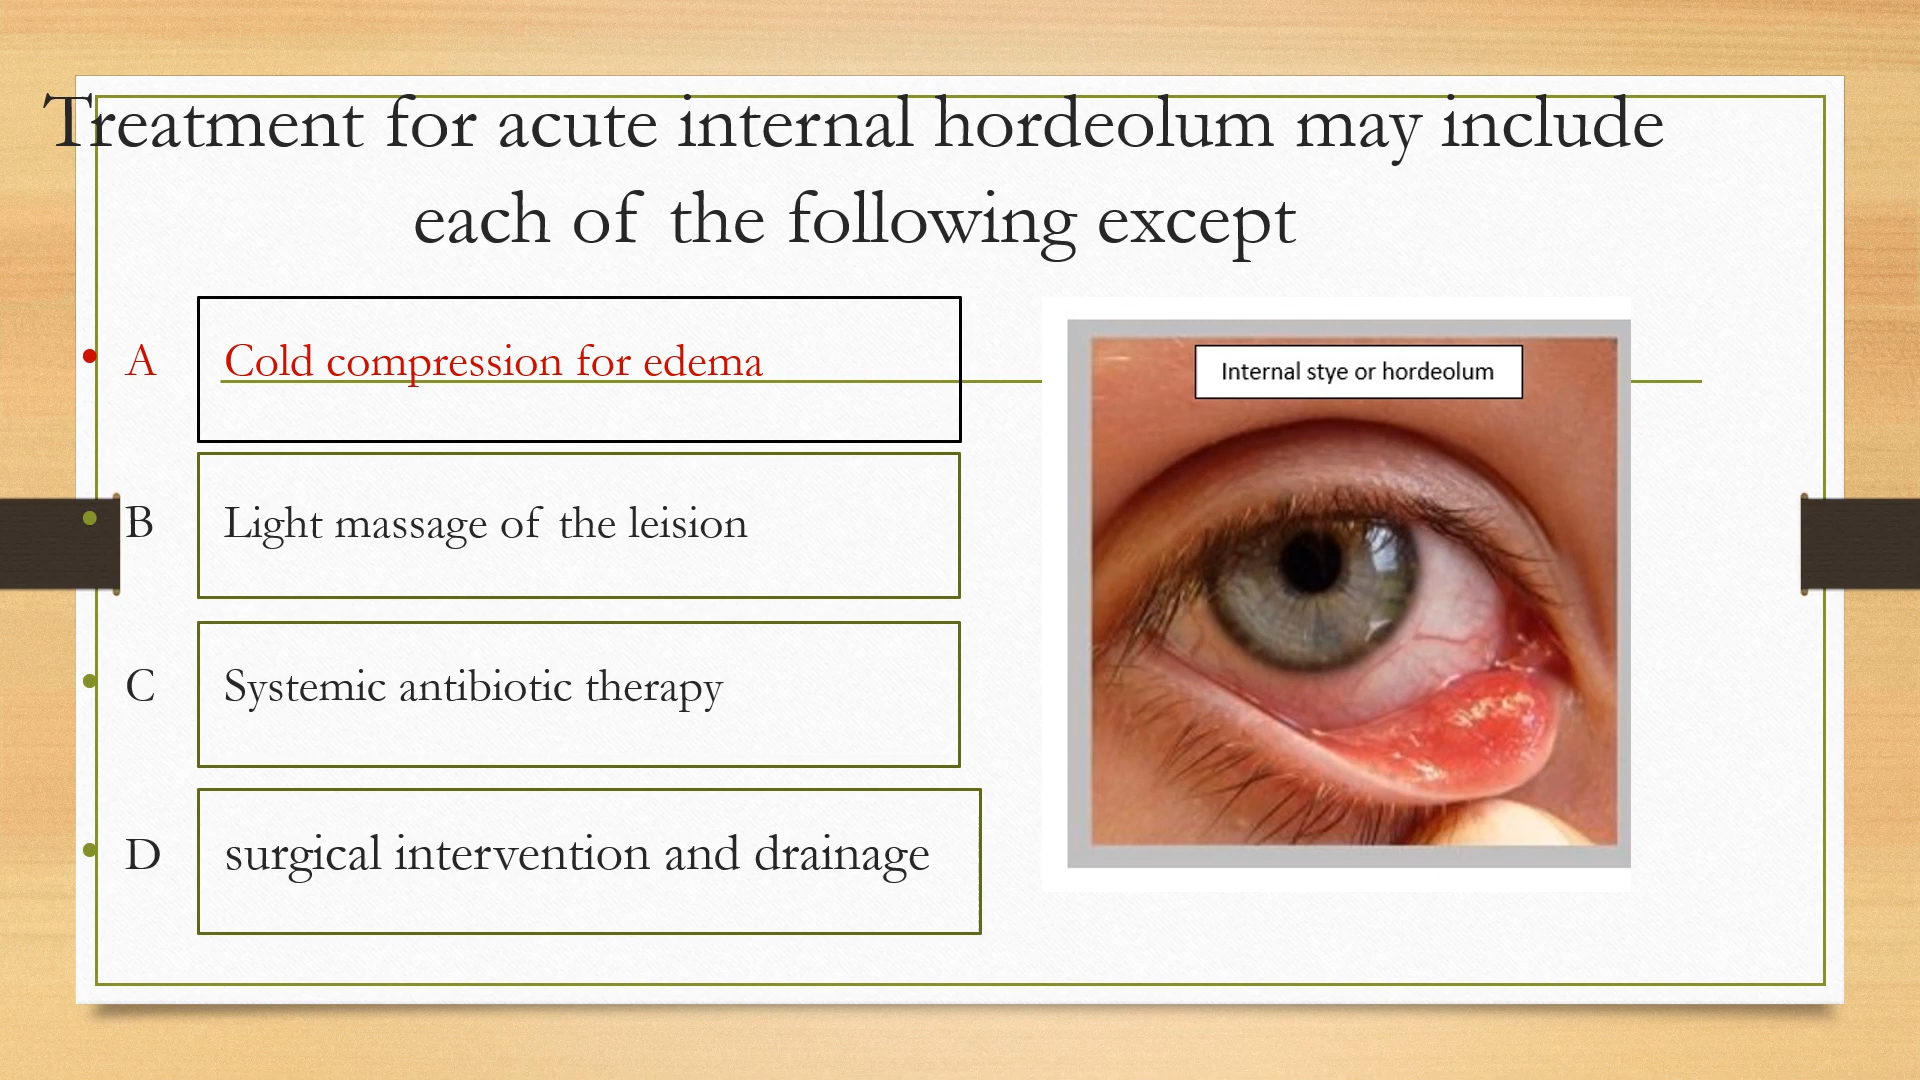 Treatment for acute internal hordeolum may include
each of the following except
• A Cold compression for edema
• B Light massage of the leision
• C Systemic antibiotic therapy
• D surgical intervention and drainage
Internal stye or hordeolum